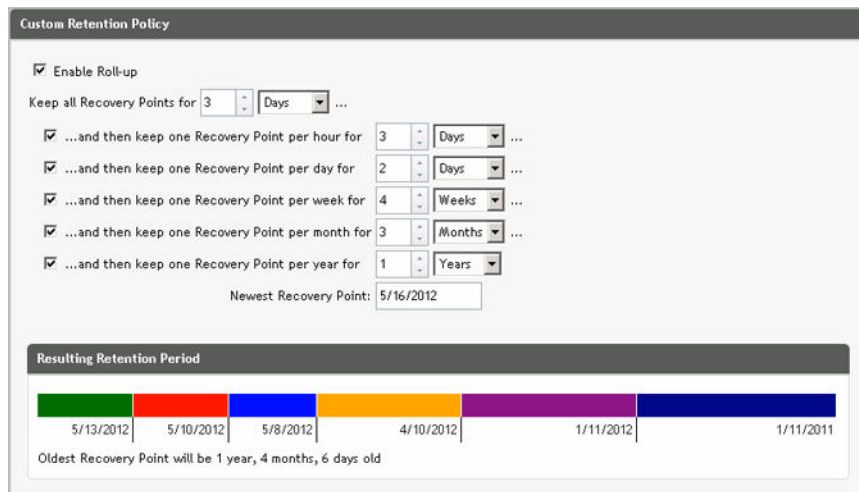 Custom Retention Policy
Enable Roll-up
Keep all Recovery Points for 3 Days ...
...and then keep one Recovery Point per hour for 3 Days ...
...and then keep one Recovery Point per day for 2 Days ...
...and then keep one Recovery Point per week for 4 Weeks ...
...and then keep one Recovery Point per month for 3 Months ...
...and then keep one Recovery Point per year for 1 Years
Newest Recovery Point: 5/16/2012
Resulting Retention Period
5/13/2012 5/10/2012 5/8/2012 4/10/2012 1/11/2012 1/11/2011
Oldest Recovery Point will be 1 year, 4 months, 6 days old